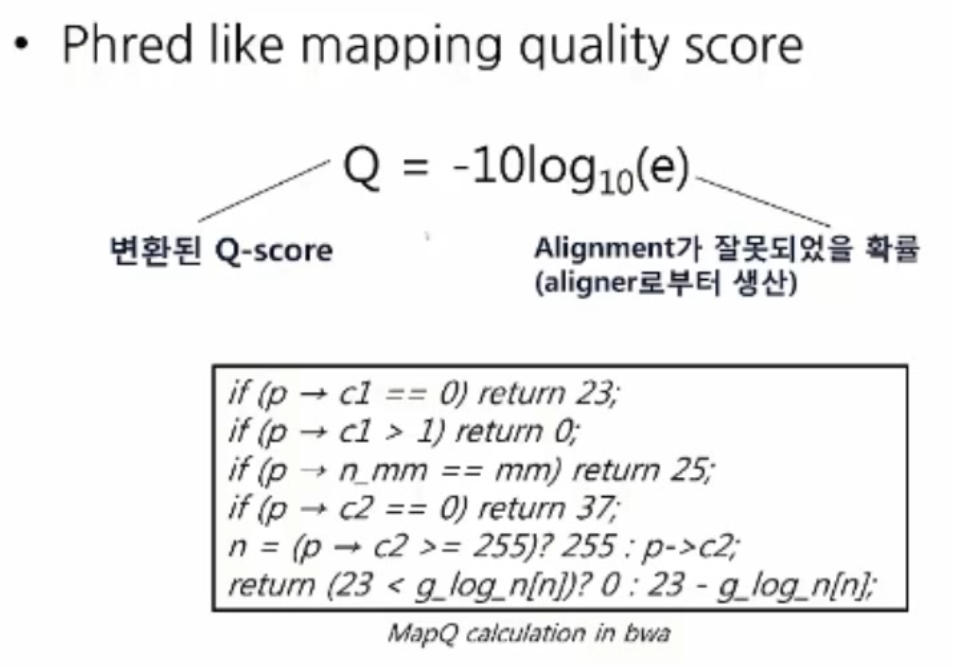 • Phred like mapping quality score
Q = -10log₁₀(e)
변환된 Q-score
Alignment가 잘못되었을 확률
(aligner로부터 생산)
if (p → c1 == 0) return 23;
if (p → c1 > 1) return 0;
if (p → n_mm == mm) return 25;
if (p → c2 == 0) return 37;
n = (p → c2 >= 255)? 255 : p->c2;
return (23 < g_log_n[n])? 0 : 23 - g_log_n[n];
MapQ calculation in bwa